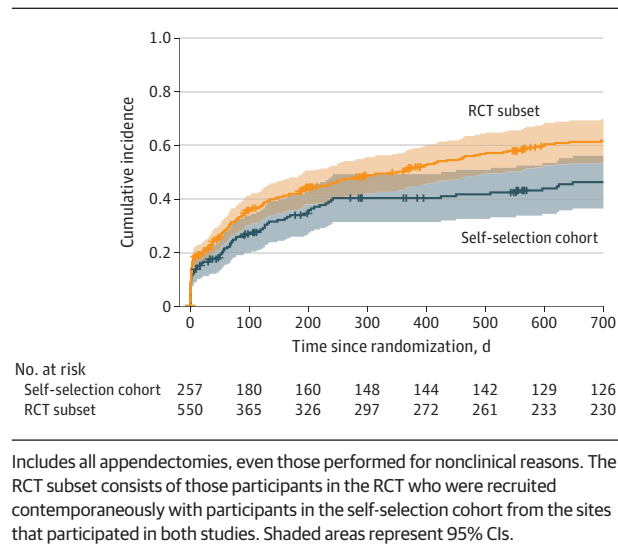 1.0
0.8
0.6
0.4
0.2
0
Cumulative incidence
RCT subset
Self-selection cohort
0 100 200 300 400 500 600 700
Time since randomization, d
No. at risk
Self-selection cohort 257 180 160 148 144 142 129 126
RCT subset 550 365 326 297 272 261 233 230
Includes all appendectomies, even those performed for nonclinical reasons. The
RCT subset consists of those participants in the RCT who were recruited
contemporaneously with participants in the self-selection cohort from the sites
that participated in both studies. Shaded areas represent 95% CIs.